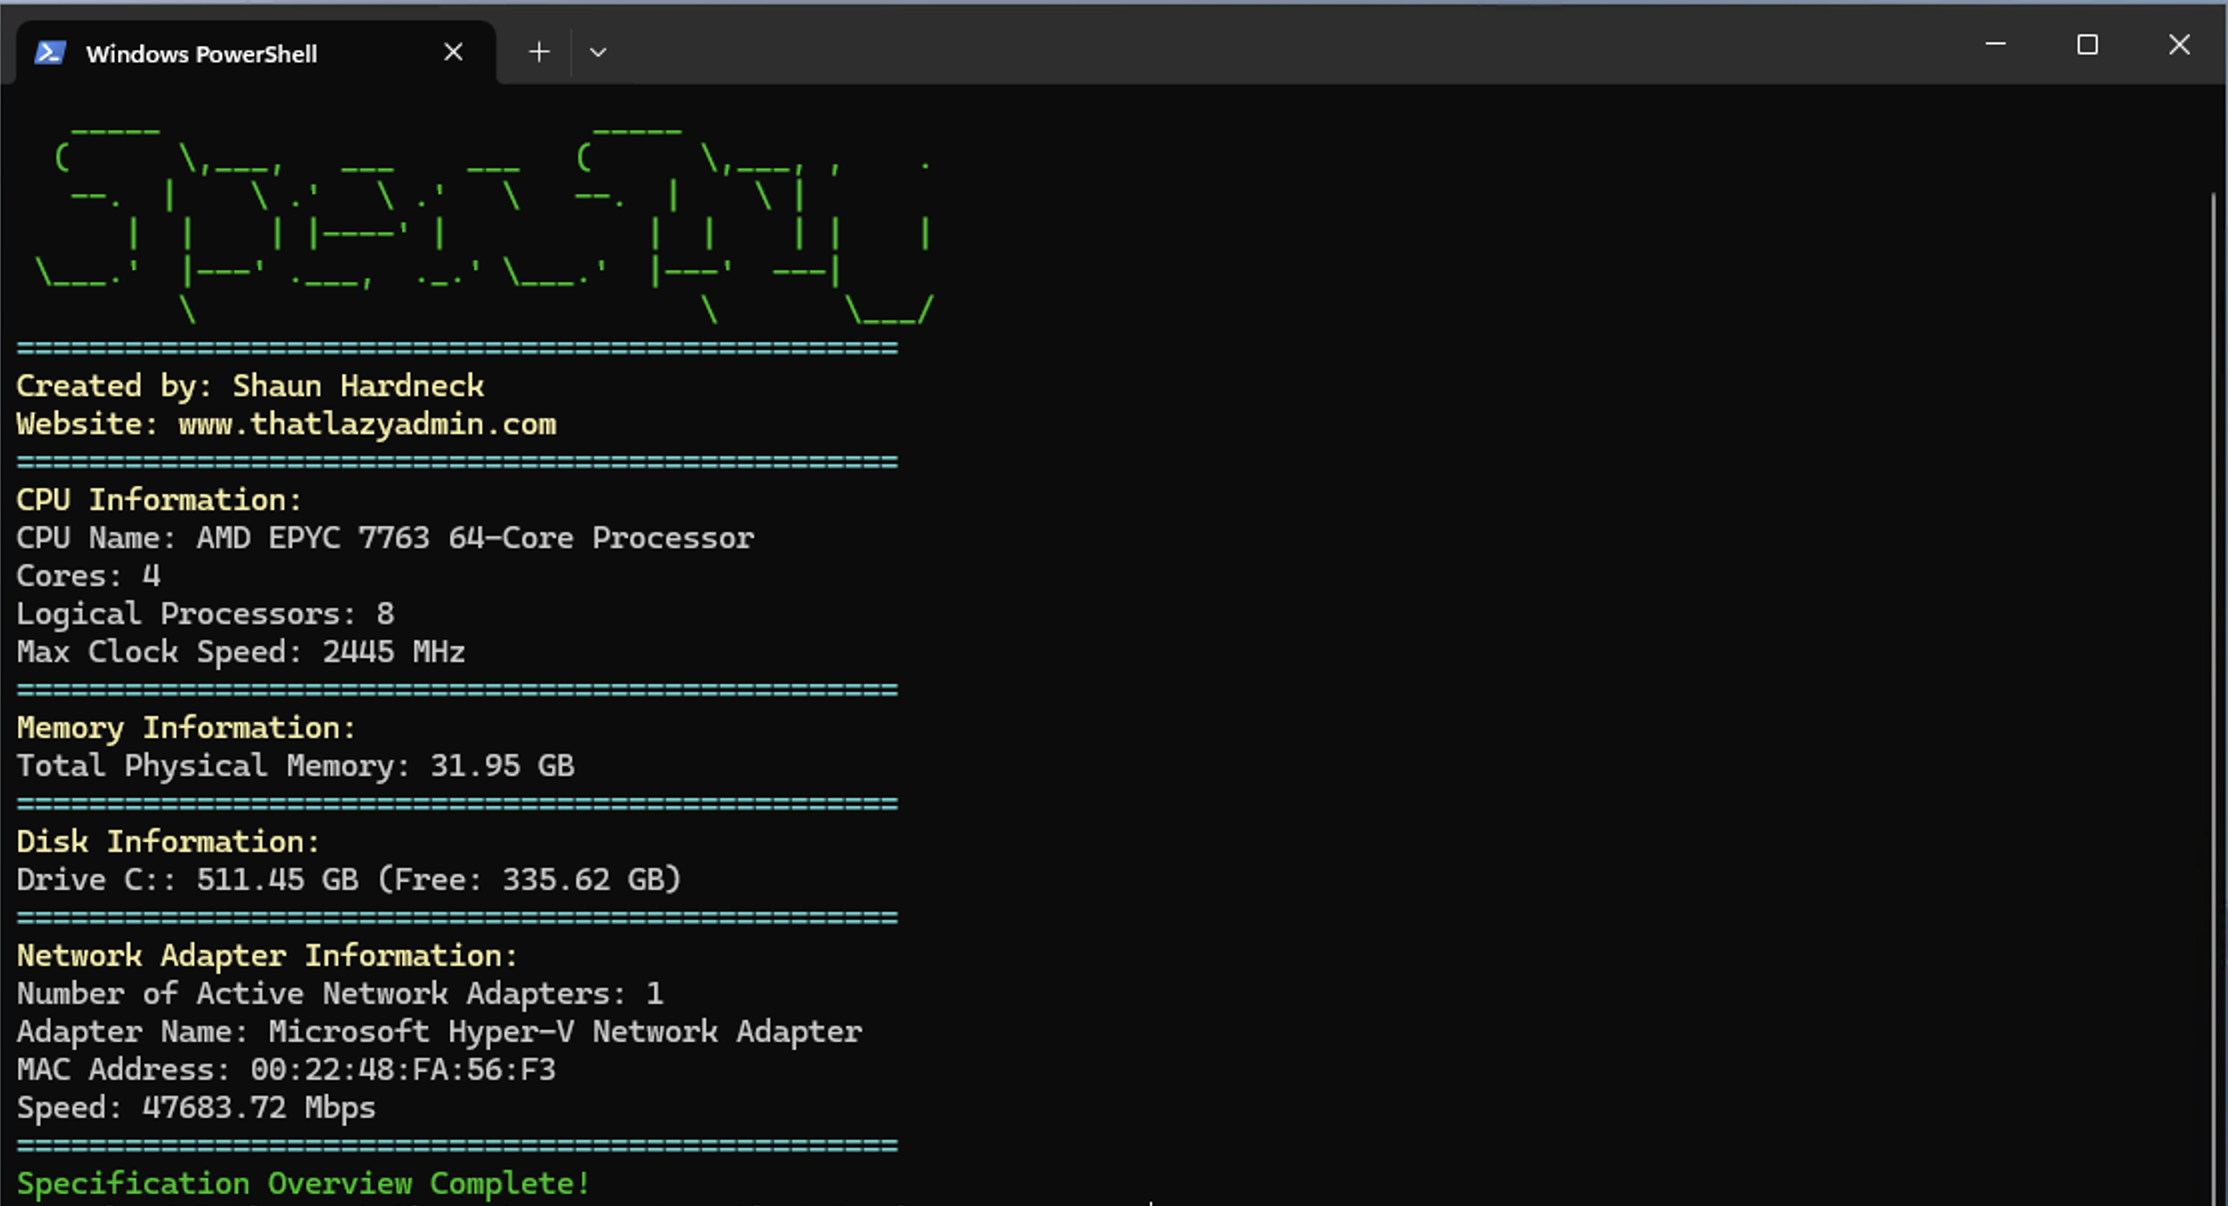 Windows PowerShell
SpecSpy
==================================================
Created by: Shaun Hardneck
Website: www.thatlazyadmin.com
==================================================
CPU Information:
CPU Name: AMD EPYC 7763 64-Core Processor
Cores: 4
Logical Processors: 8
Max Clock Speed: 2445 MHz
==================================================
Memory Information:
Total Physical Memory: 31.95 GB
==================================================
Disk Information:
Drive C:: 511.45 GB (Free: 335.62 GB)
==================================================
Network Adapter Information:
Number of Active Network Adapters: 1
Adapter Name: Microsoft Hyper-V Network Adapter
MAC Address: 00:22:48:FA:56:F3
Speed: 47683.72 Mbps
==================================================
Specification Overview Complete!